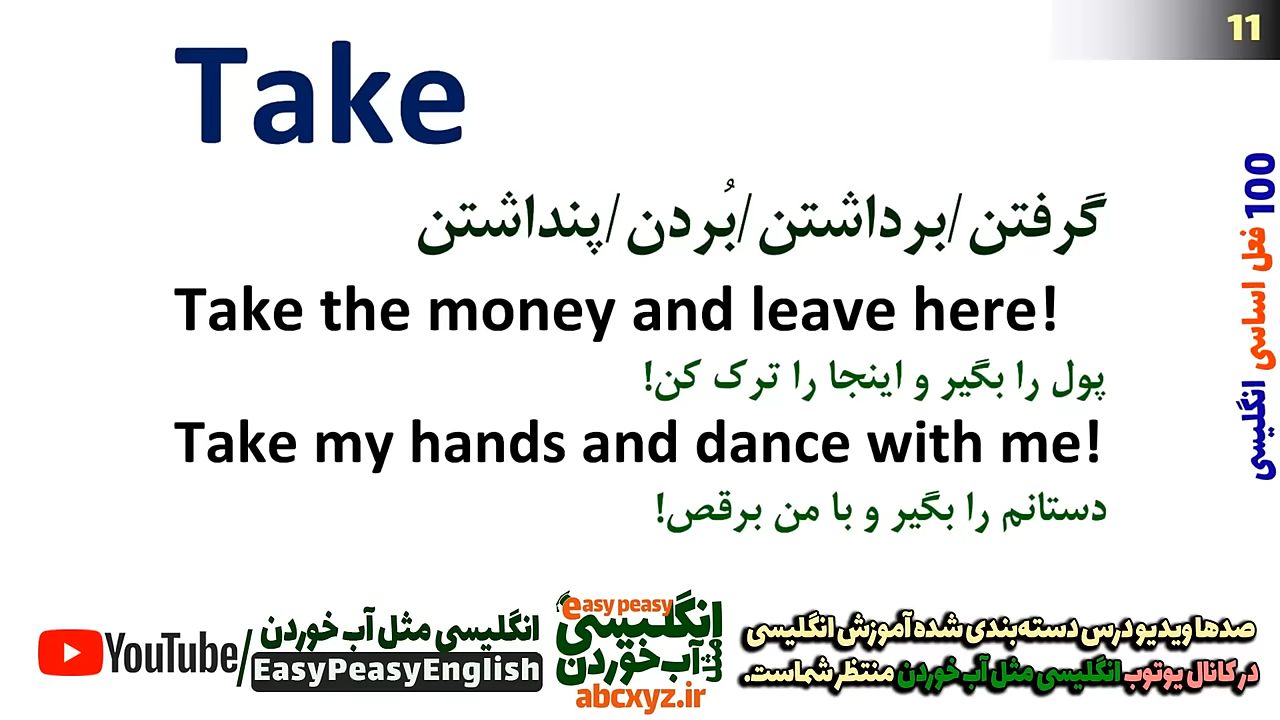 11
Take
گرفتن/برداشتن/بُردن/پنداشتن
Take the money and leave here!
پول را بگیر و اینجا را ترک کن!
Take my hands and dance with me!
دستانم را بگیر و با من برقص!
100 فعل اساسی انگلیسی
YouTube/
انگلیسی مثل آب خوردن
EasyPeasyEnglish
easy peasy
انگلیسی
مثل آب خوردن
abcxyz.ir
صدها ویدیو درس دسته‌بندی شده آموزش انگلیسی
در کانال یوتوب انگلیسی مثل آب خوردن منتظر شماست.